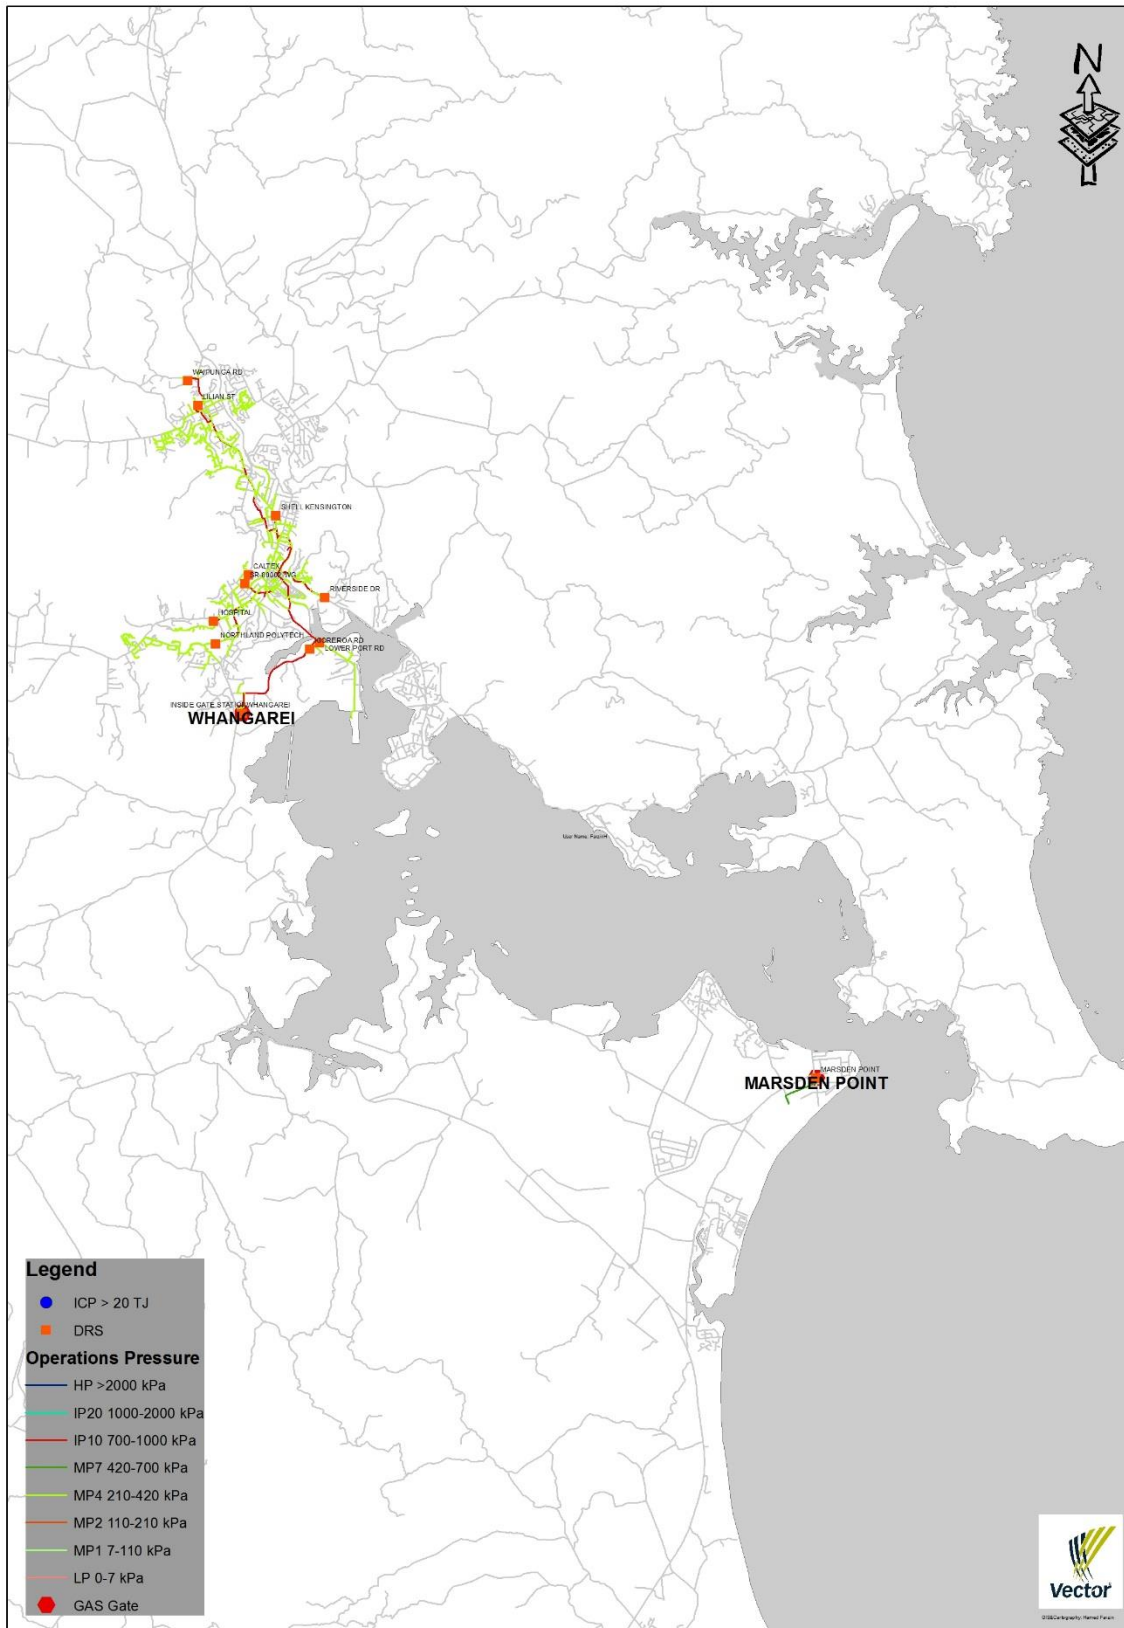 N
WAIPUNGA RD
LILIAN ST
SHELL KENSINGTON
CALTEX
RIVERSIDE DR
HOSPITAL
NORTHLAND POLYTECH
KIOREROA RD
LOWER PORT RD
INSIDE GATE STATION WHANGAREI
WHANGAREI
MARSDEN POINT
MARSDEN POINT
Legend
ICP > 20 TJ
DRS
Operations Pressure
HP >2000 kPa
IP20 1000-2000 kPa
IP10 700-1000 kPa
MP7 420-700 kPa
MP4 210-420 kPa
MP2 110-210 kPa
MP1 7-110 kPa
LP 0-7 kPa
GAS Gate
Vector